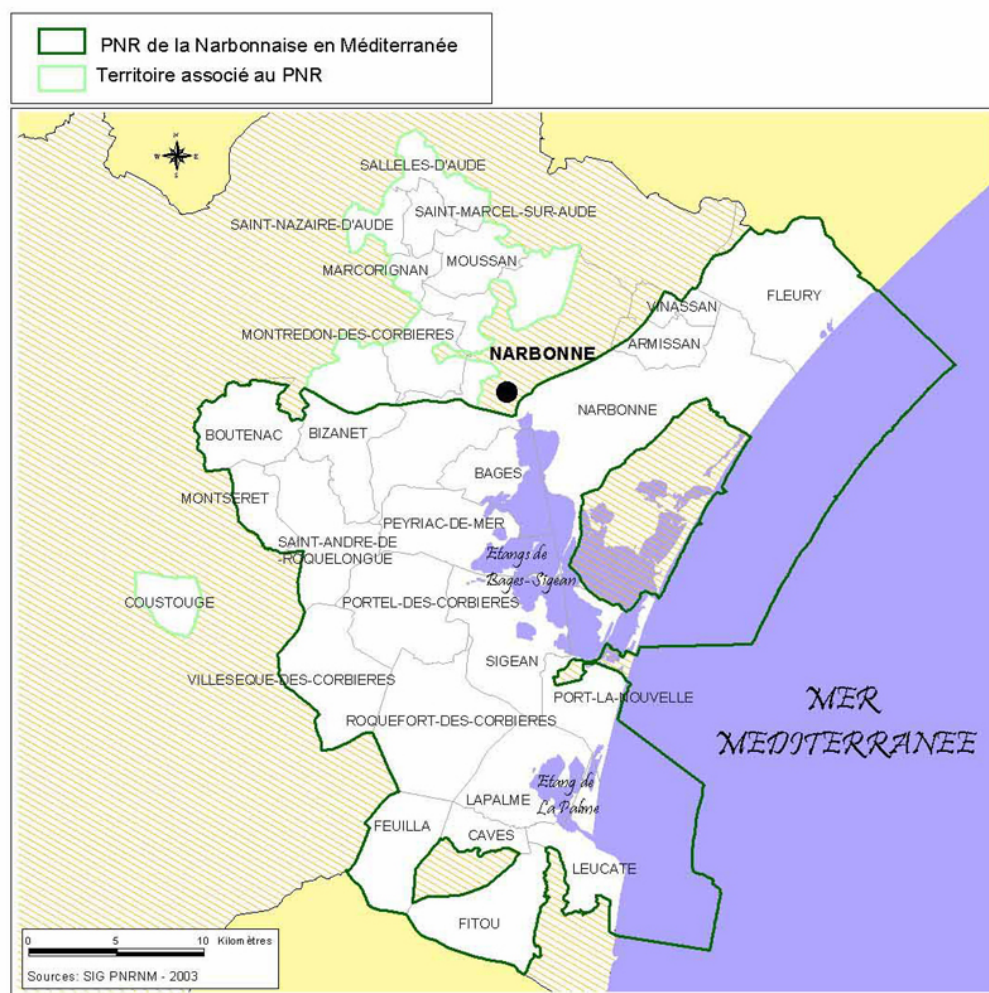 PNR de la Narbonnaise en Méditerranée
Territoire associé au PNR
N
W
E
S
SALLELES-D'AUDE
SAINT-MARCEL-SUR-AUDE
SAINT-NAZAIRE-D'AUDE
MOUSSAN
MARCORIGNAN
FLEURY
VINASSAN
MONTREDON-DES-CORBIERES
ARMISSAN
NARBONNE
NARBONNE
BOUTENAC
BIZANET
BAGES
MONTSERET
PEYRIAC-DE-MER
SAINT-ANDRE-DE
-ROQUELONGUE
Etangs de
Bages-Sigean
COUSTOUGE
PORTEL-DES-CORBIERES
SIGEAN
VILLESEQUE-DES-CORBIERES
PORT-LA-NOUVELLE
MER
MEDITERRANEE
ROQUEFORT-DES-CORBIERES
Etang de
La Palme
LAPALME
FEUILLA
CAVES
LEUCATE
FITOU
0 5 10 Kilomètres
Sources: SIG PNRNM - 2003